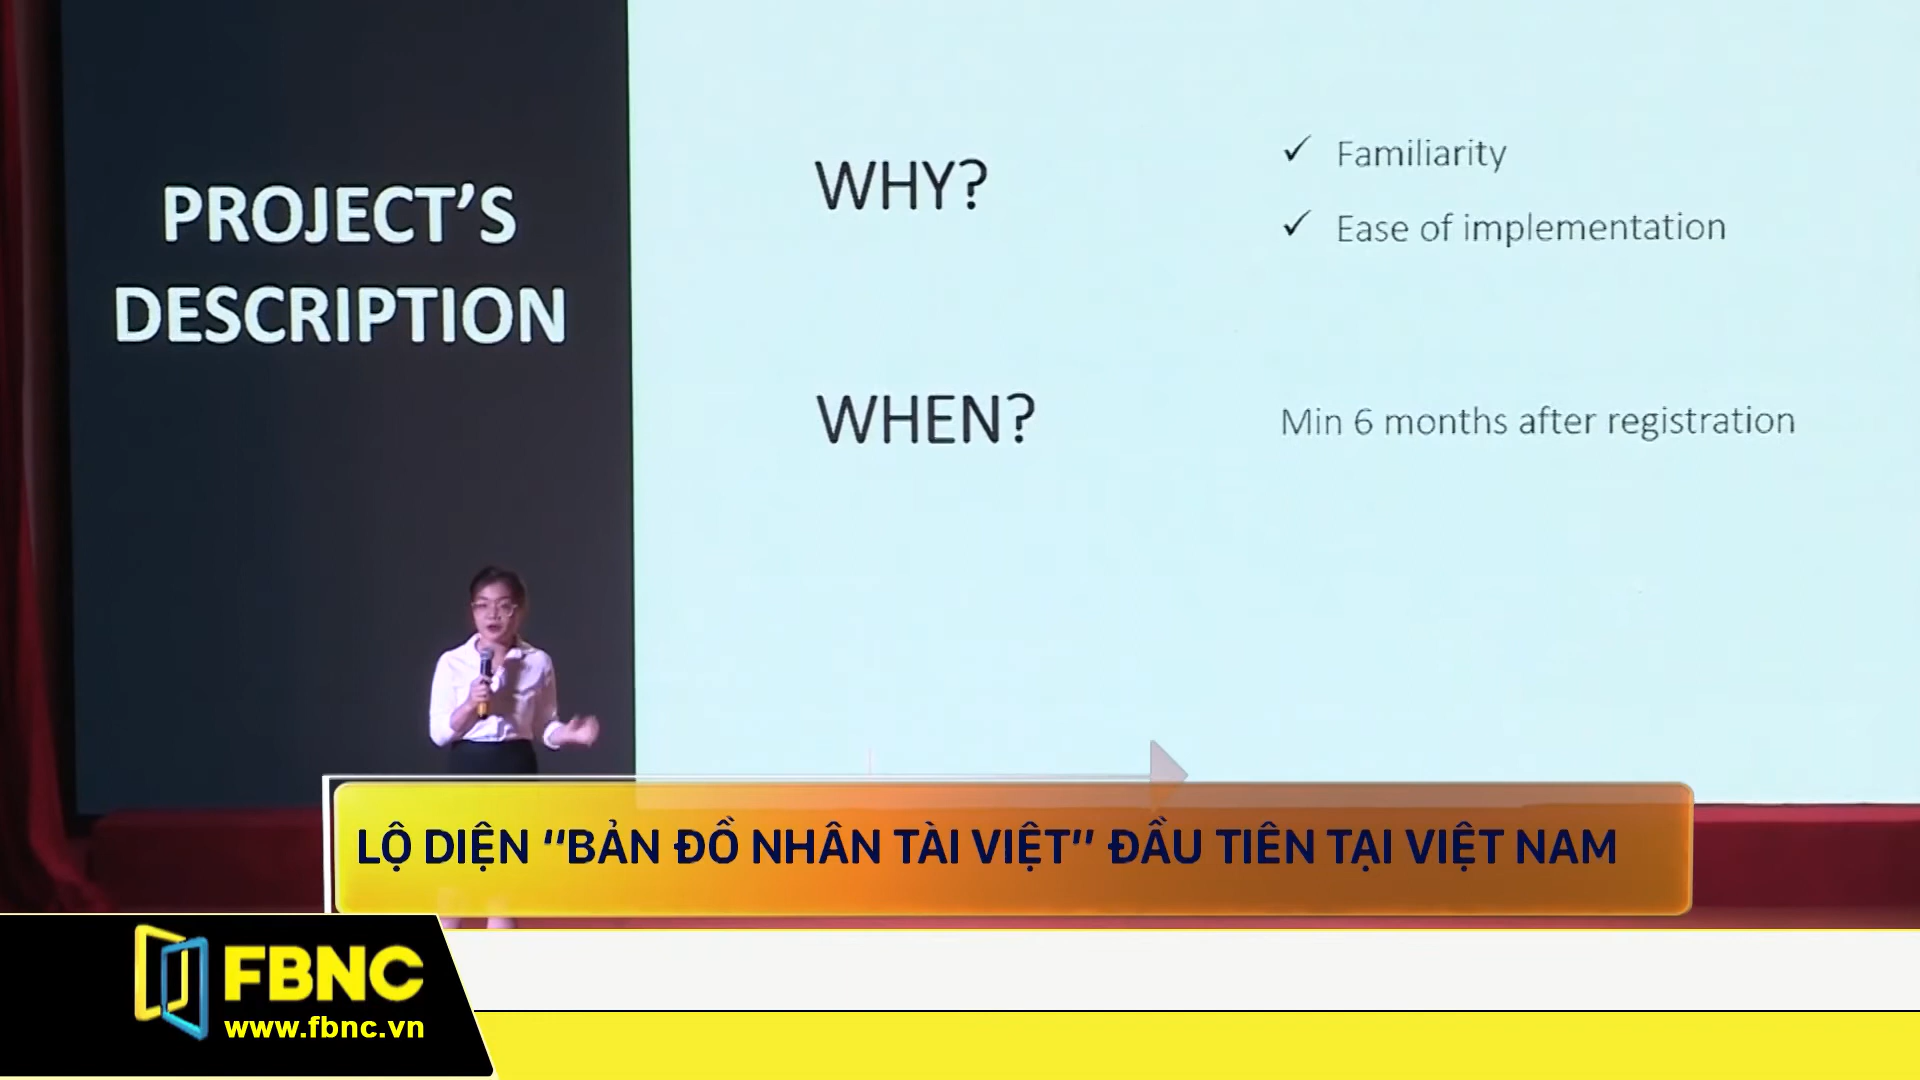 PROJECT’S
DESCRIPTION
WHY?
✓ Familiarity
✓ Ease of implementation
WHEN?
Min 6 months after registration
LỘ DIỆN “BẢN ĐỒ NHÂN TÀI VIỆT” ĐẦU TIÊN TẠI VIỆT NAM
FBNC
www.fbnc.vn